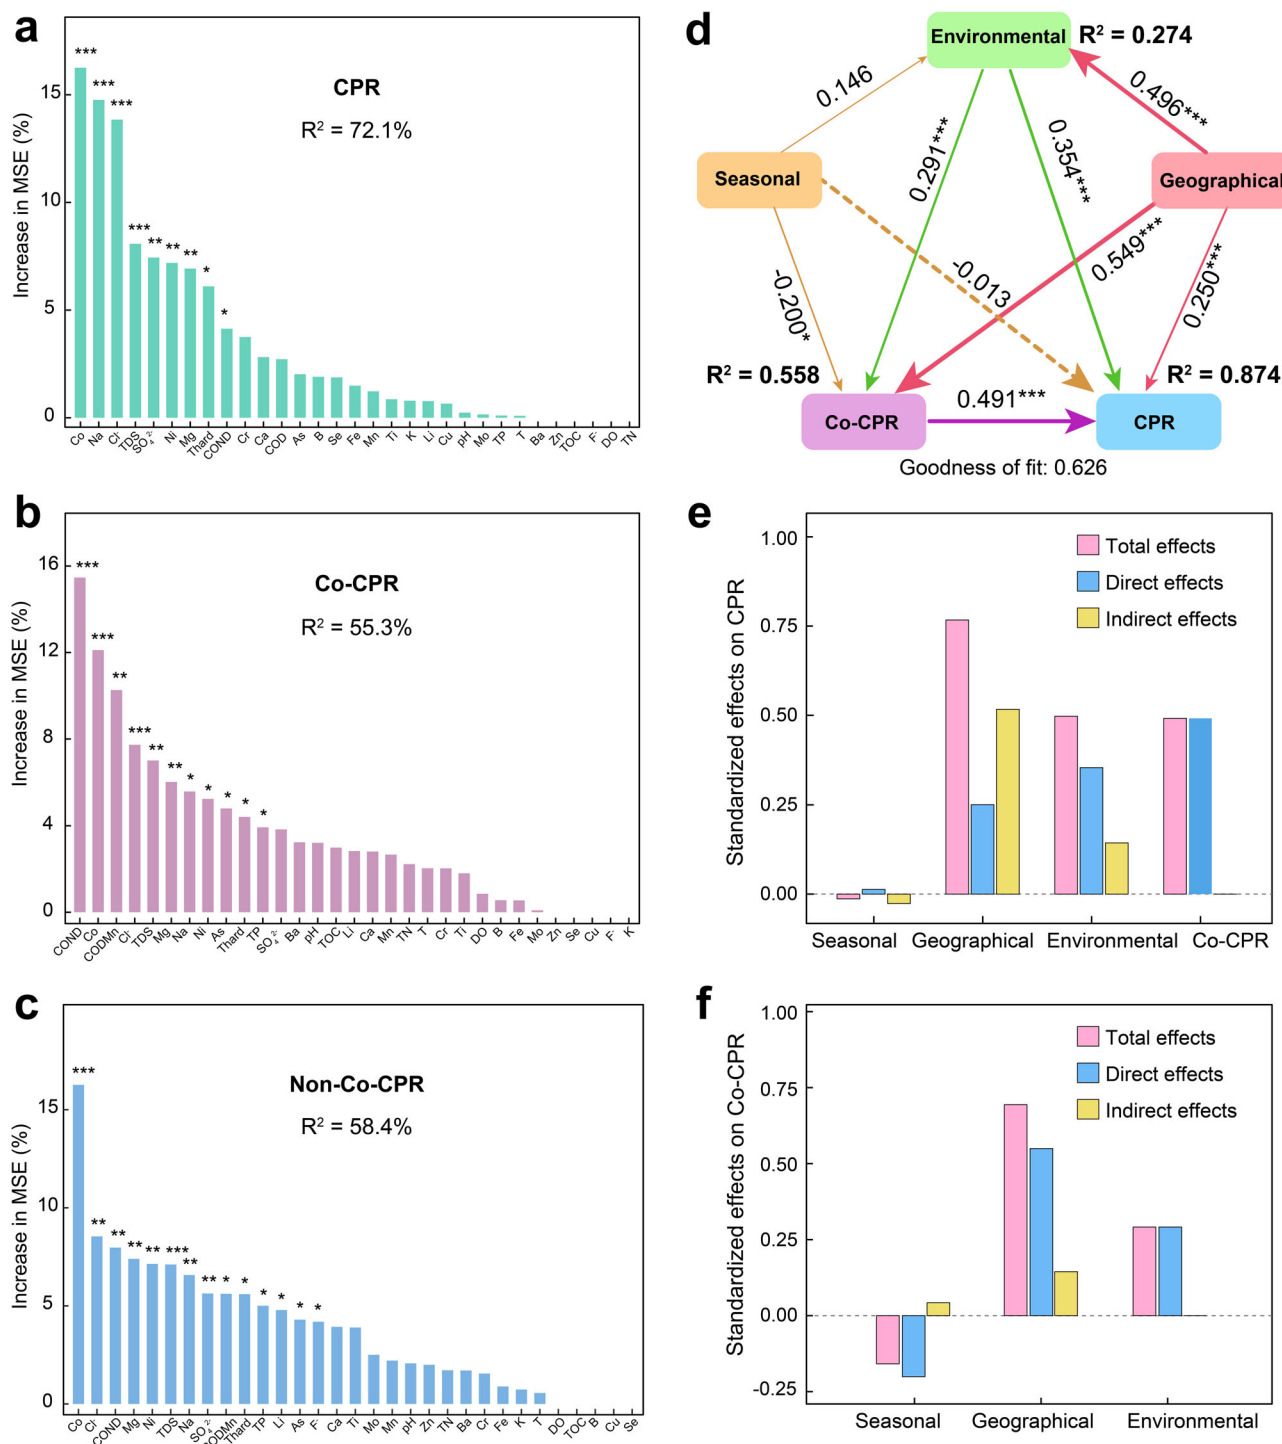 a
CPR
R² = 72.1%
Increase in MSE (%)
15
10
5
0
***
***
***
***
**
**
**
*
*
Co Na Cl⁻ TDS SO₄²⁻ Ni Mg Thard COND Cr Ca COD As B Se Fe Mn Ti K Li Cu pH Mo TP T Ba Zn TOC F⁻ DO TN
b
Co-CPR
R² = 55.3%
Increase in MSE (%)
16
12
8
4
0
***
***
**
***
**
**
*
*
*
*
*
COND Co CODMn Cl⁻ TDS Mg Na Ni As Thard TP SO₄²⁻ Ba pH TOC Li Ca Mn TN T Cr Ti DO B Fe Mo Zn Se Cu F⁻ K
c
Non-Co-CPR
R² = 58.4%
Increase in MSE (%)
15
10
5
0
***
**
**
**
**
***
**
**
*
*
*
*
*
*
Co Cl⁻ COND Mg Ni TDS Na SO₄²⁻ CODMn Thard TP Li As F⁻ Ca Ti Mo Mn pH Zn TN Ba Cr Fe K T DO TOC B Cu Se
d
Environmental
R² = 0.274
0.146
0.496***
0.291***
0.354***
Seasonal
Geographical
-0.200*
-0.013
0.549***
0.250***
R² = 0.558
R² = 0.874
Co-CPR
0.491***
CPR
Goodness of fit: 0.626
e
Standardized effects on CPR
1.00
0.75
0.50
0.25
0.00
Total effects
Direct effects
Indirect effects
Seasonal Geographical Environmental Co-CPR
f
Standardized effects on Co-CPR
1.00
0.75
0.50
0.25
0.00
-0.25
Total effects
Direct effects
Indirect effects
Seasonal Geographical Environmental